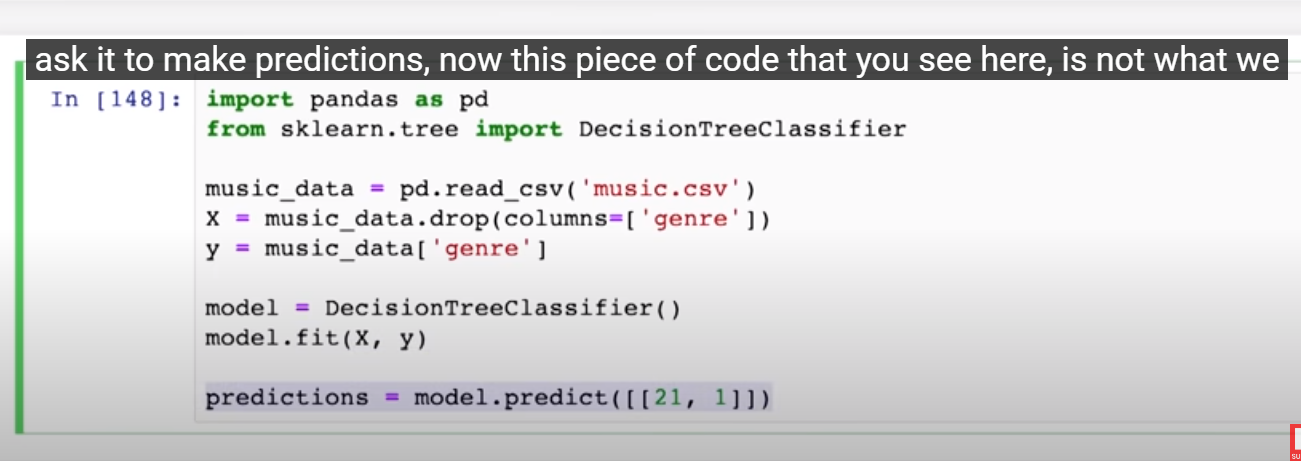 ask it to make predictions, now this piece of code that you see here, is not what we
In [148]: import pandas as pd
from sklearn.tree import DecisionTreeClassifier
music_data = pd.read_csv('music.csv')
X = music_data.drop(columns=['genre'])
y = music_data['genre']
model = DecisionTreeClassifier()
model.fit(X, y)
predictions = model.predict([[21, 1]])
SU